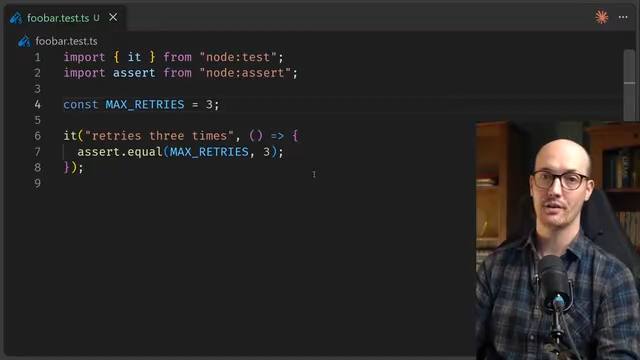 foobar.test.ts U
foobar.test.ts
1 import { it } from "node:test";
2 import assert from "node:assert";
3
4 const MAX_RETRIES = 3;
5
6 it("retries three times", () => {
7 assert.equal(MAX_RETRIES, 3);
8 });
9